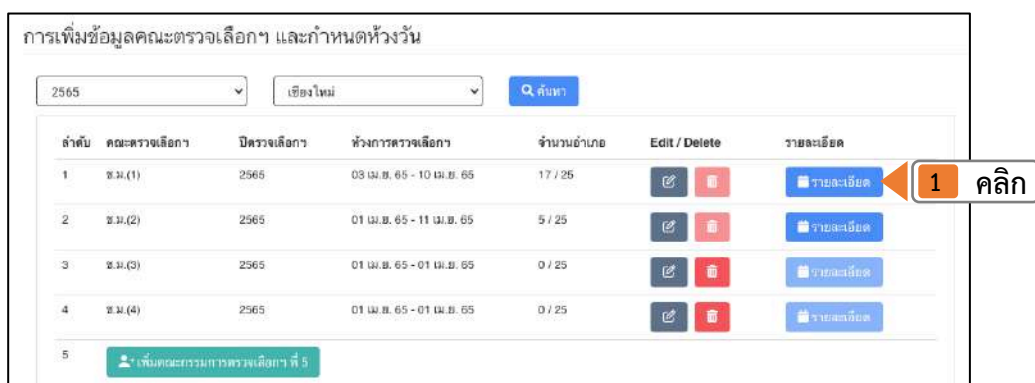 การเพิ่มข้อมูลคณะตรวจเลือกฯ และกำหนดห้วงวัน
2565 เชียงใหม่ ค้นหา
ลำดับ คณะตรวจเลือกฯ ปีตรวจเลือกฯ ห้วงการตรวจเลือกฯ จำนวนอำเภอ Edit / Delete รายละเอียด
1 ช.ม.(1) 2565 03 เม.ย. 65 - 10 เม.ย. 65 17 / 25 รายละเอียด 1 คลิก
2 ช.ม.(2) 2565 01 เม.ย. 65 - 11 เม.ย. 65 5 / 25 รายละเอียด
3 ช.ม.(3) 2565 01 เม.ย. 65 - 01 เม.ย. 65 0 / 25 รายละเอียด
4 ช.ม.(4) 2565 01 เม.ย. 65 - 01 เม.ย. 65 0 / 25 รายละเอียด
5 เพิ่มคณะกรรมการตรวจเลือกฯ ที่ 5